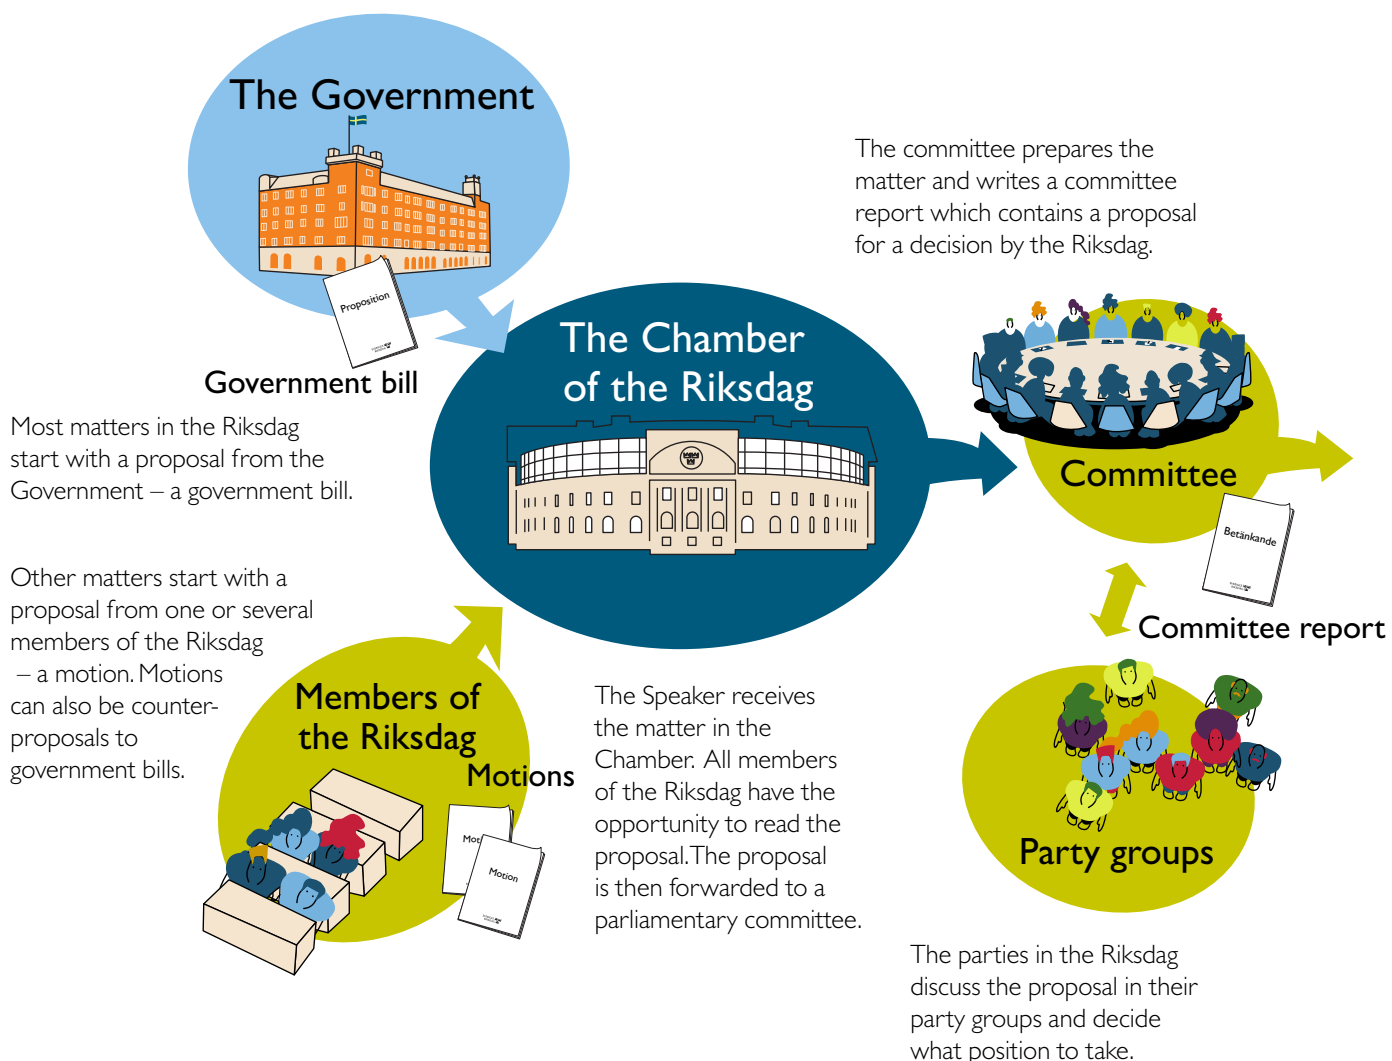 The Government
Proposition
Government bill
Most matters in the Riksdag
start with a proposal from the
Government – a government bill.
Other matters start with a
proposal from one or several
members of the Riksdag
– a motion. Motions
can also be counter-
proposals to
government bills.
Members of
the Riksdag
Motions
Mot
Motion
The Chamber
of the Riksdag
The Speaker receives
the matter in the
Chamber. All members
of the Riksdag have the
opportunity to read the
proposal. The proposal
is then forwarded to a
parliamentary committee.
The committee prepares the
matter and writes a committee
report which contains a proposal
for a decision by the Riksdag.
Committee
Betänkande
Committee report
Party groups
The parties in the Riksdag
discuss the proposal in their
party groups and decide
what position to take.